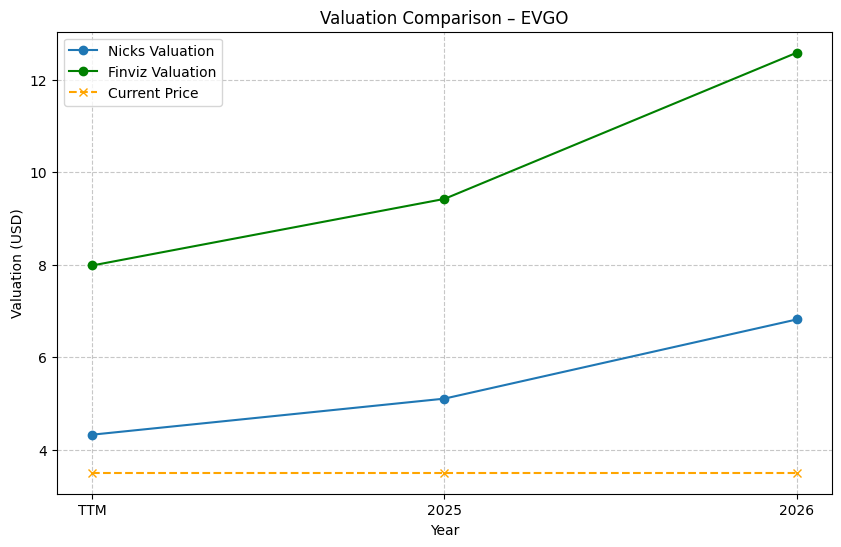 Valuation Comparison – EVGO
Nicks Valuation
Finviz Valuation
Current Price
Valuation (USD)
12
10
8
6
4
TTM
2025
2026
Year